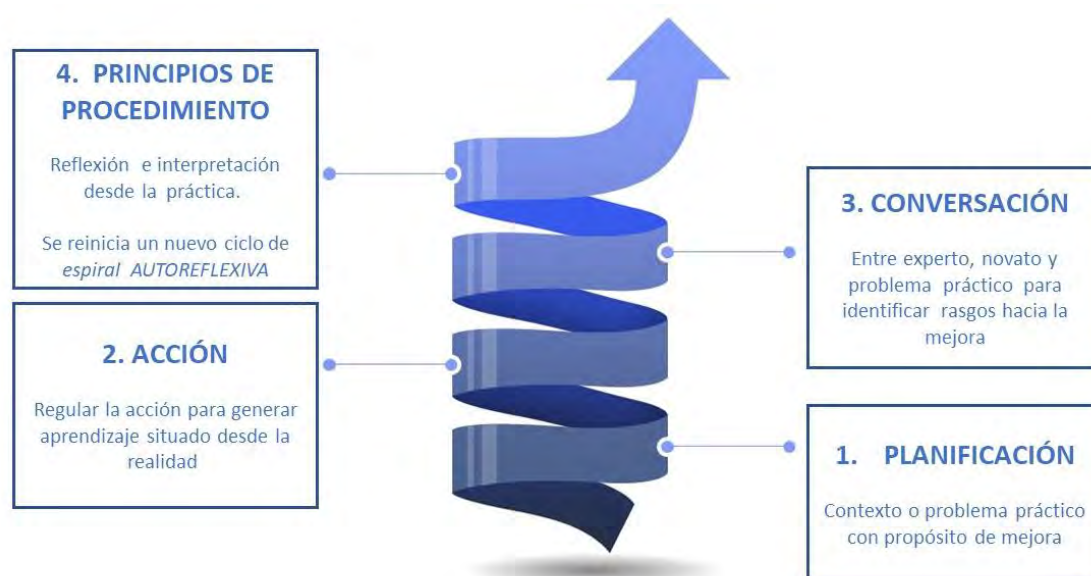 4. PRINCIPIOS DE
PROCEDIMIENTO
Reflexión e interpretación
desde la práctica.
Se reinicia un nuevo ciclo de
espiral AUTOREFLEXIVA
2. ACCIÓN
Regular la acción para generar
aprendizaje situado desde la
realidad
3. CONVERSACIÓN
Entre experto, novato y
problema práctico para
identificar rasgos hacia la
mejora
1. PLANIFICACIÓN
Contexto o problema práctico
con propósito de mejora